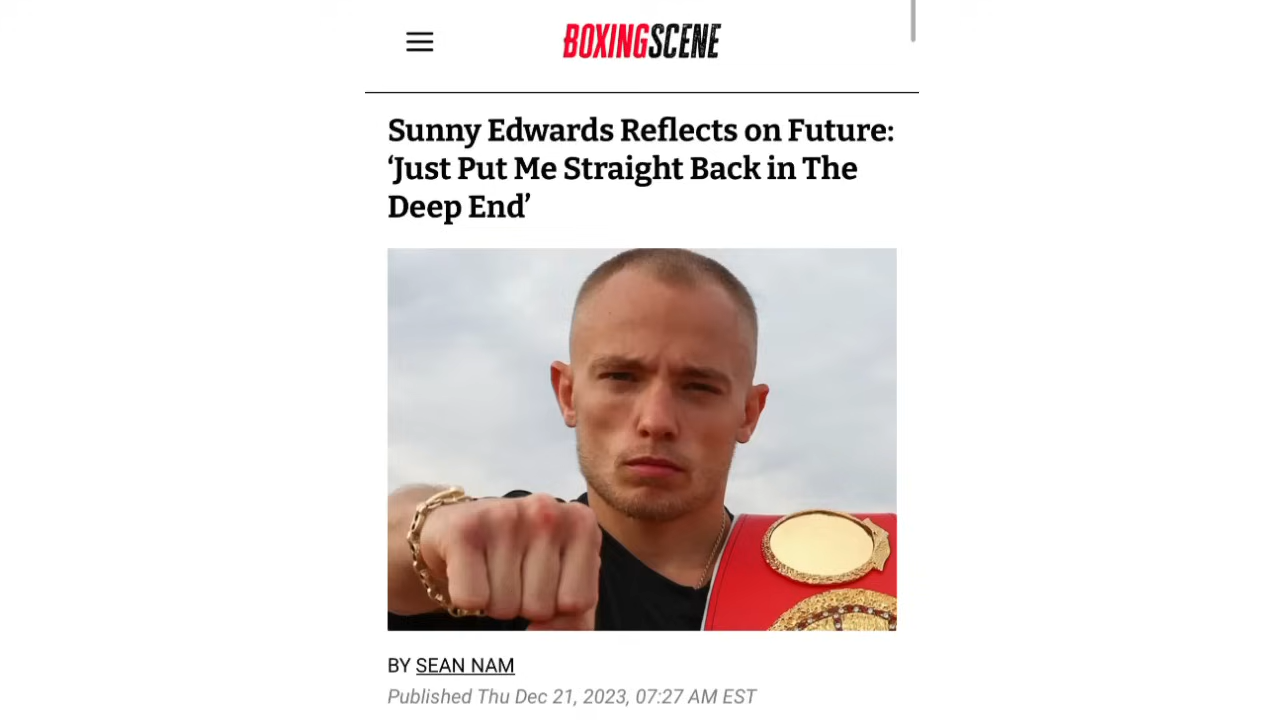 BOXINGSCENE
Sunny Edwards Reflects on Future:
‘Just Put Me Straight Back in The
Deep End’
BY SEAN NAM
Published Thu Dec 21, 2023, 07:27 AM EST